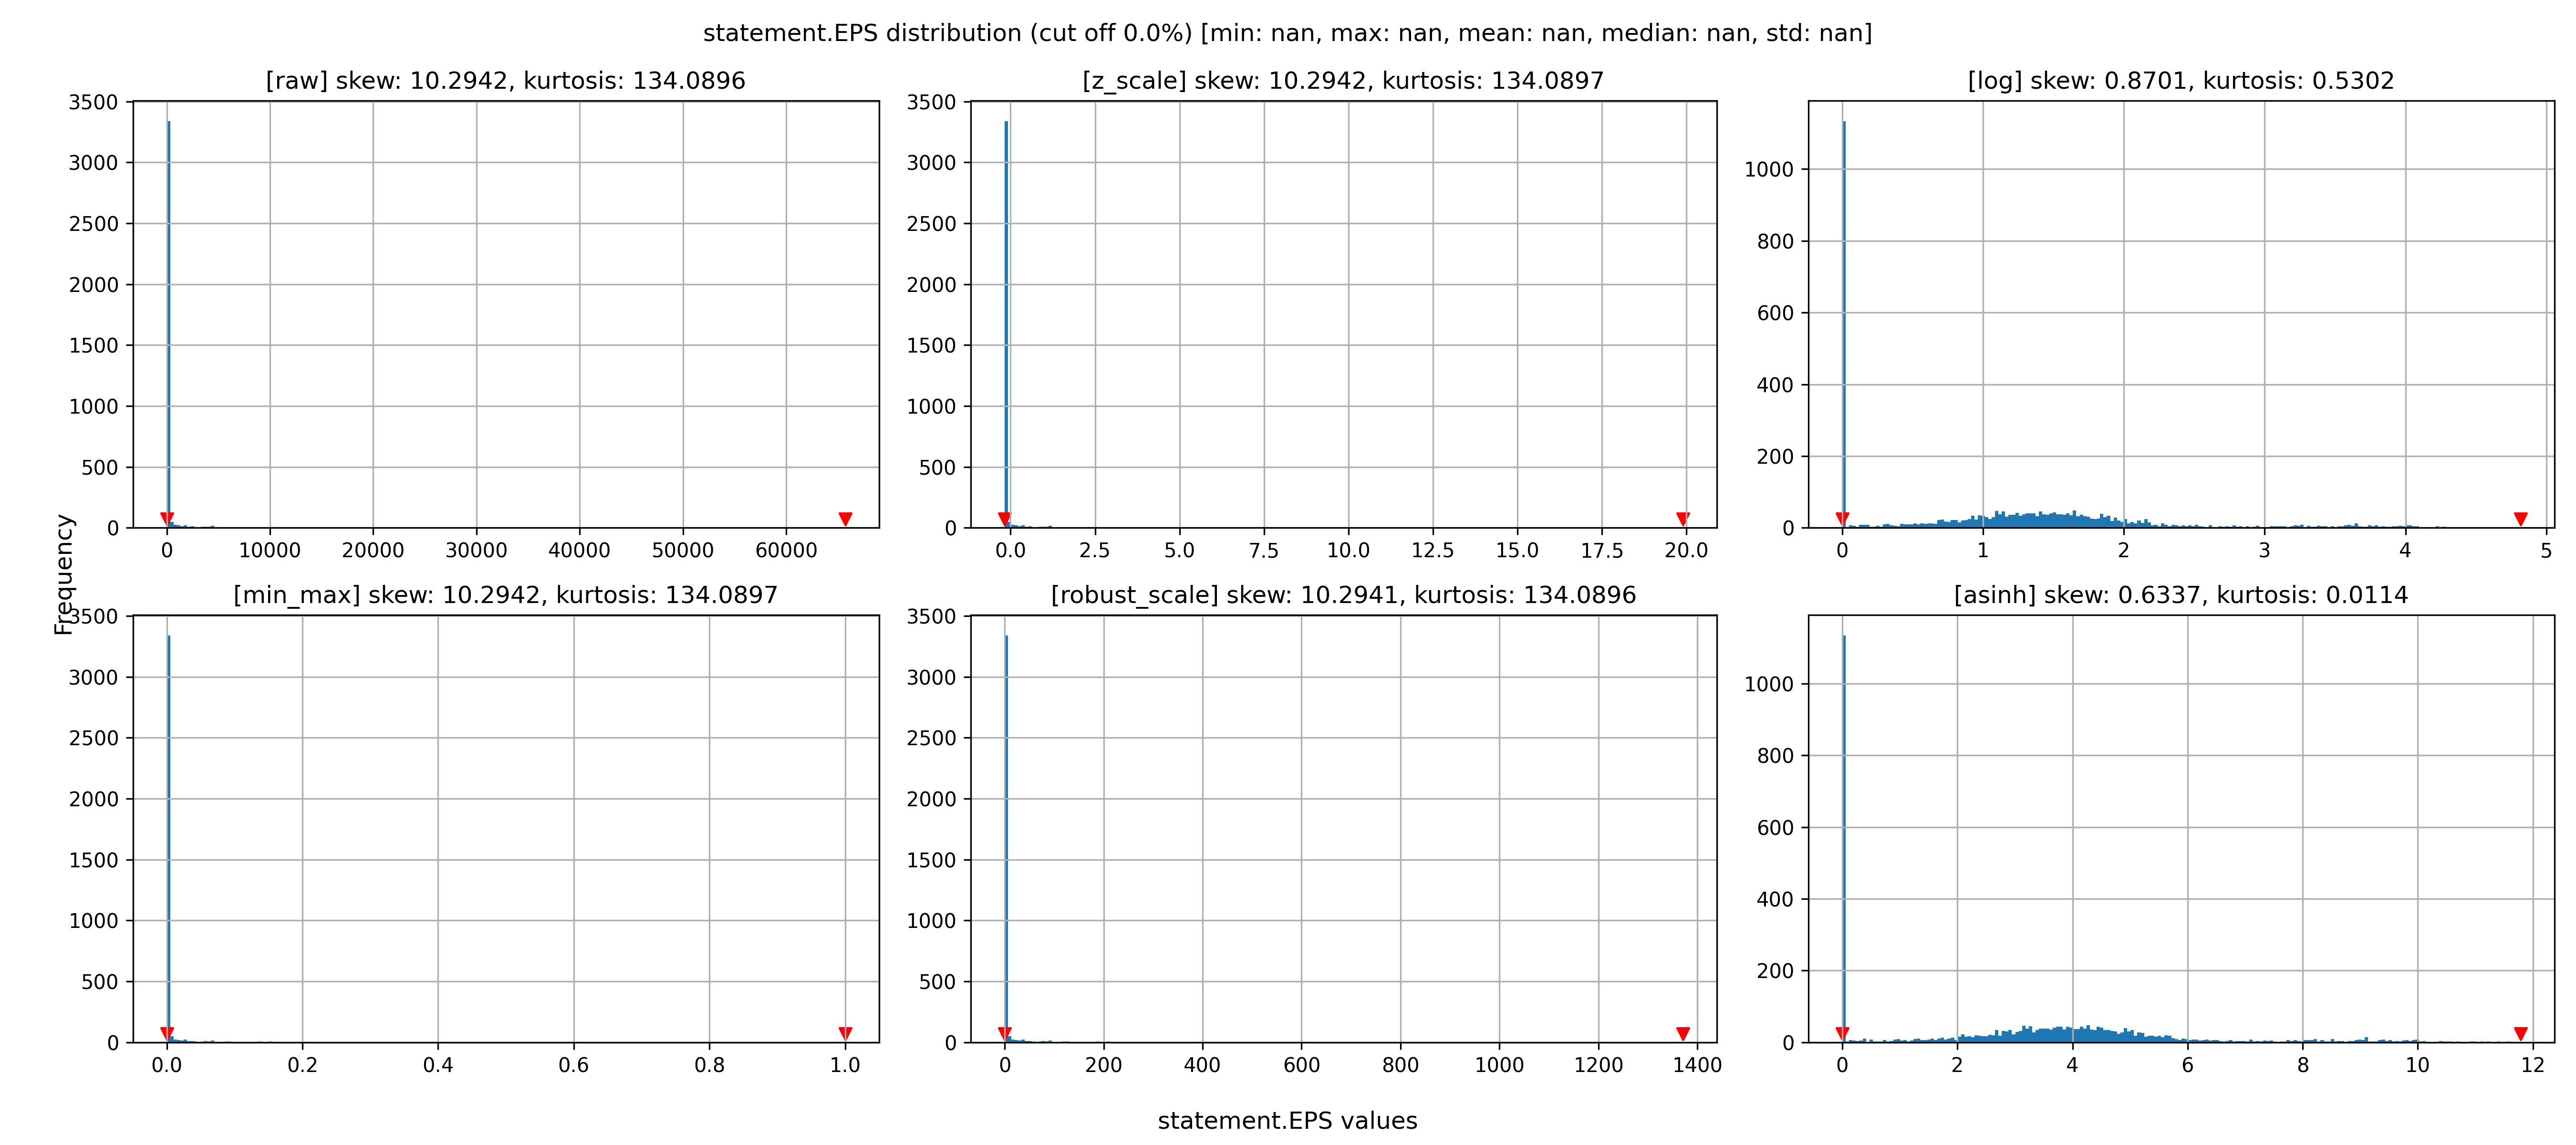 statement.EPS distribution (cut off 0.0%) [min: nan, max: nan, mean: nan, median: nan, std: nan]
[raw] skew: 10.2942, kurtosis: 134.0896
3500
3000
2500
2000
1500
1000
500
0
0 10000 20000 30000 40000 50000 60000
[z_scale] skew: 10.2942, kurtosis: 134.0897
3500
3000
2500
2000
1500
1000
500
0
0.0 2.5 5.0 7.5 10.0 12.5 15.0 17.5 20.0
[log] skew: 0.8701, kurtosis: 0.5302
1000
800
600
400
200
0
0 1 2 3 4 5
Frequency
[min_max] skew: 10.2942, kurtosis: 134.0897
3500
3000
2500
2000
1500
1000
500
0
0.0 0.2 0.4 0.6 0.8 1.0
[robust_scale] skew: 10.2941, kurtosis: 134.0896
3500
3000
2500
2000
1500
1000
500
0
0 200 400 600 800 1000 1200 1400
[asinh] skew: 0.6337, kurtosis: 0.0114
1000
800
600
400
200
0
0 2 4 6 8 10 12
statement.EPS values